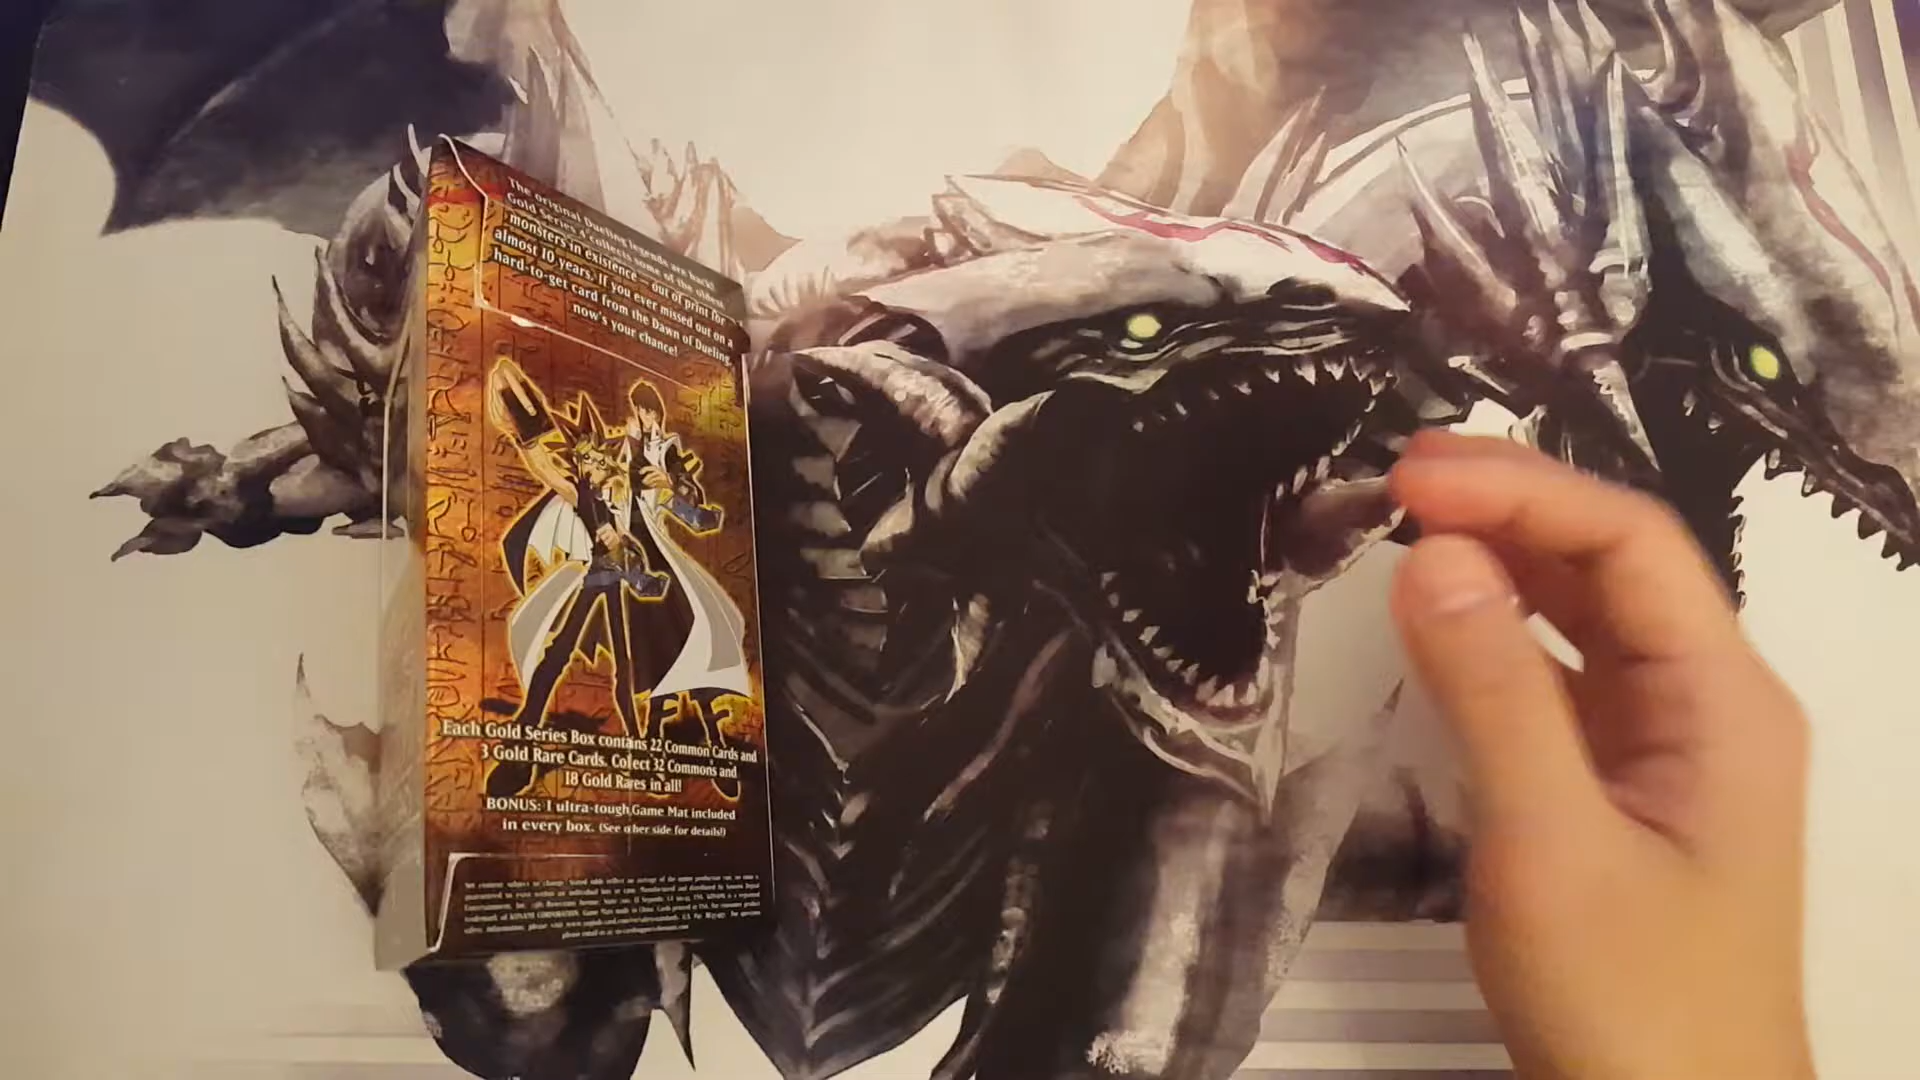 The original Dueling legends are back!
Gold Series 4 collects some of the oldest
monsters in existence — out of print for
almost 10 years. If you ever missed out on a
hard-to-get card from the Dawn of Dueling,
now's your chance!
Each Gold Series Box contains 22 Common Cards and
3 Gold Rare Cards. Collect 32 Commons and
18 Gold Rares in all!
BONUS: 1 ultra-tough Game Mat included
in every box. (See other side for details!)